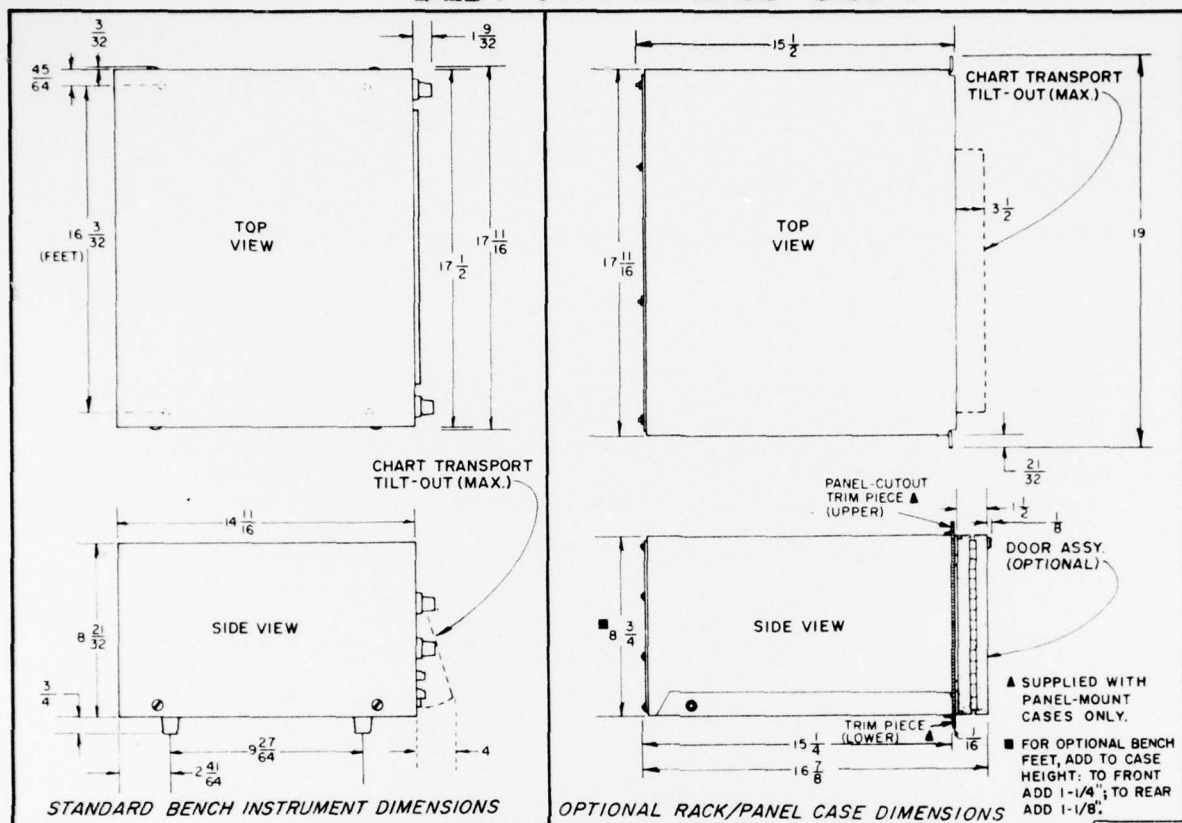 3/32
1 9/32
45/64
16 3/32
(FEET)
TOP
VIEW
17 1/2
17 11/16
CHART TRANSPORT
TILT-OUT (MAX.)
14 11/16
8 21/32
SIDE VIEW
3/4
9 27/64
4
2 41/64
STANDARD BENCH INSTRUMENT DIMENSIONS
15 1/2
CHART TRANSPORT
TILT-OUT (MAX.)
TOP
VIEW
3 1/2
19
17 11/16
21/32
PANEL-CUTOUT
TRIM PIECE ▲
(UPPER)
1 1/2
1/8
DOOR ASSY.
(OPTIONAL)
■ 8 3/4
SIDE VIEW
▲ SUPPLIED WITH
PANEL-MOUNT
CASES ONLY.
TRIM PIECE
(LOWER) ▲
1/16
15 1/4
16 7/8
■ FOR OPTIONAL BENCH
FEET, ADD TO CASE
HEIGHT: TO FRONT
ADD 1-1/4"; TO REAR
ADD 1-1/8".
OPTIONAL RACK/PANEL CASE DIMENSIONS